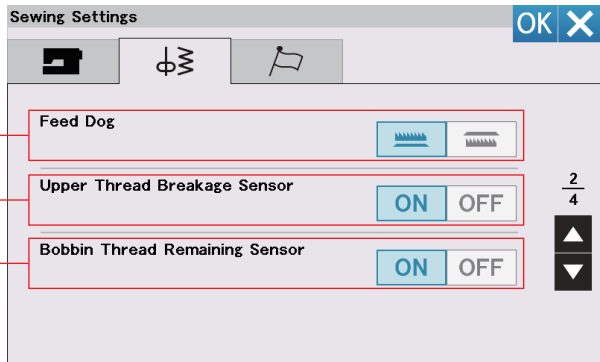 Sewing Settings
OK
Feed Dog
Upper Thread Breakage Sensor
ON OFF
2
4
Bobbin Thread Remaining Sensor
ON OFF